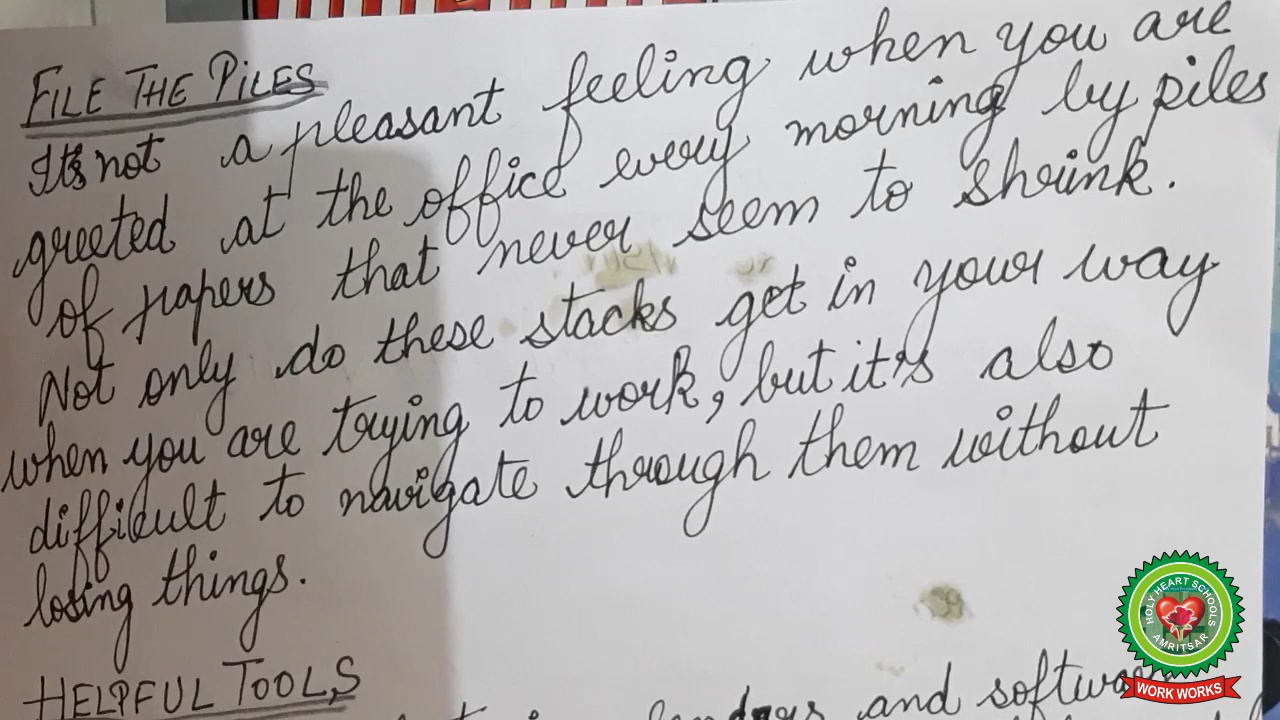 FILE THE PILES
It's not a pleasant feeling when you are
greeted at the office every morning by piles
of papers that never seem to shrink.
Not only do these stacks get in your way
when you are trying to work, but it's also
difficult to navigate through them without
losing things.
HELPFUL TOOLS
and software
HOLY HEART SCHOOLS
AMRITSAR
WORK WORKS